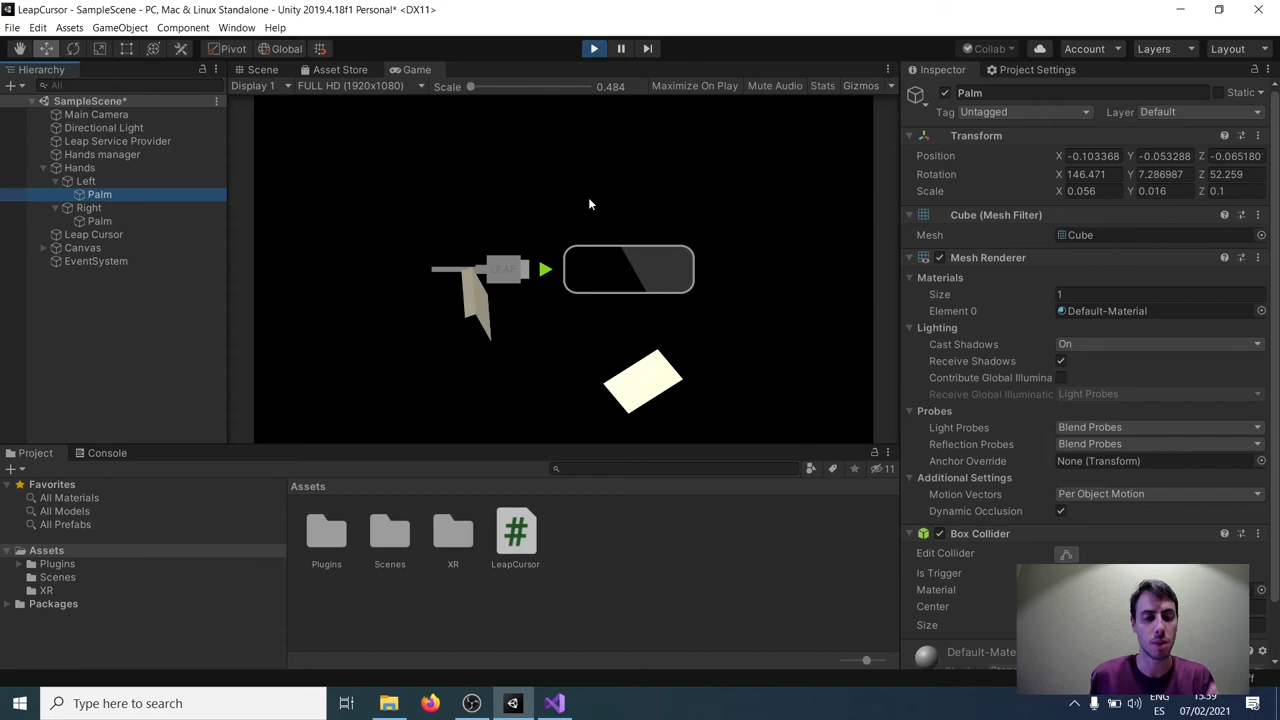 LeapCursor - SampleScene - PC, Mac & Linux Standalone - Unity 2019.4.18f1 Personal* <DX11>
File Edit Assets GameObject Component Window Help
Pivot Global Collab Account Layers Layout
Hierarchy Scene Asset Store Game Inspector Project Settings
All Display 1 FULL HD (1920x1080) Scale 0.484 Maximize On Play Mute Audio Stats Gizmos
Palm Static
SampleScene*
Tag Untagged Layer Default
Main Camera
Directional Light
Leap Service Provider
Hands manager
Hands
Left
Palm
Right
Palm
Leap Cursor
Canvas
EventSystem
LEAP
Transform
Position X -0.103368 Y -0.053288 Z -0.065180
Rotation X 146.471 Y 7.286987 Z 52.259
Scale X 0.056 Y 0.016 Z 0.1
Cube (Mesh Filter)
Mesh Cube
Mesh Renderer
Materials
Size 1
Element 0 Default-Material
Lighting
Cast Shadows On
Receive Shadows
Contribute Global Illumina
Receive Global Illuminatic Light Probes
Probes
Light Probes Blend Probes
Reflection Probes Blend Probes
Anchor Override None (Transform)
Additional Settings
Motion Vectors Per Object Motion
Dynamic Occlusion
Box Collider
Edit Collider
Is Trigger
Material
Center
Size
Default-Mate
Project Console
11
Favorites
All Materials
All Models
All Prefabs
Assets
Plugins
Scenes
XR
Packages
Assets
Plugins Scenes XR LeapCursor
Type here to search
ENG
ES
15:59
07/02/2021